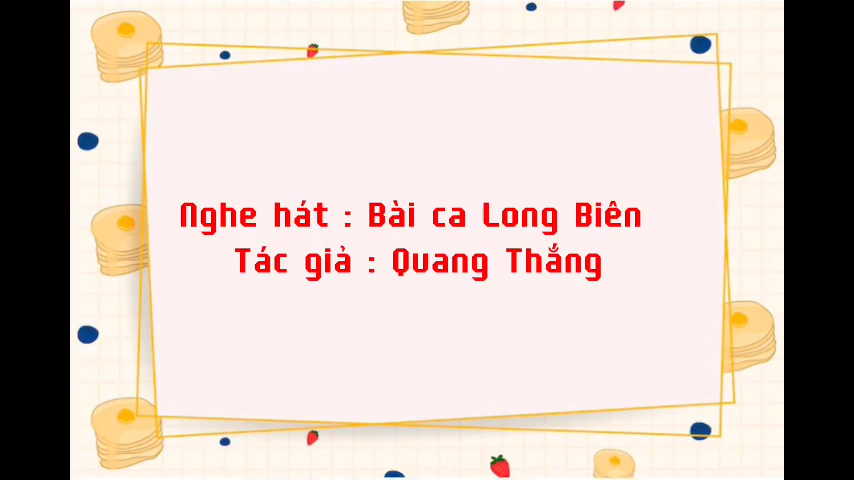 Nghe hát : Bài ca Long Biên
Tác giả : Quang Thắng